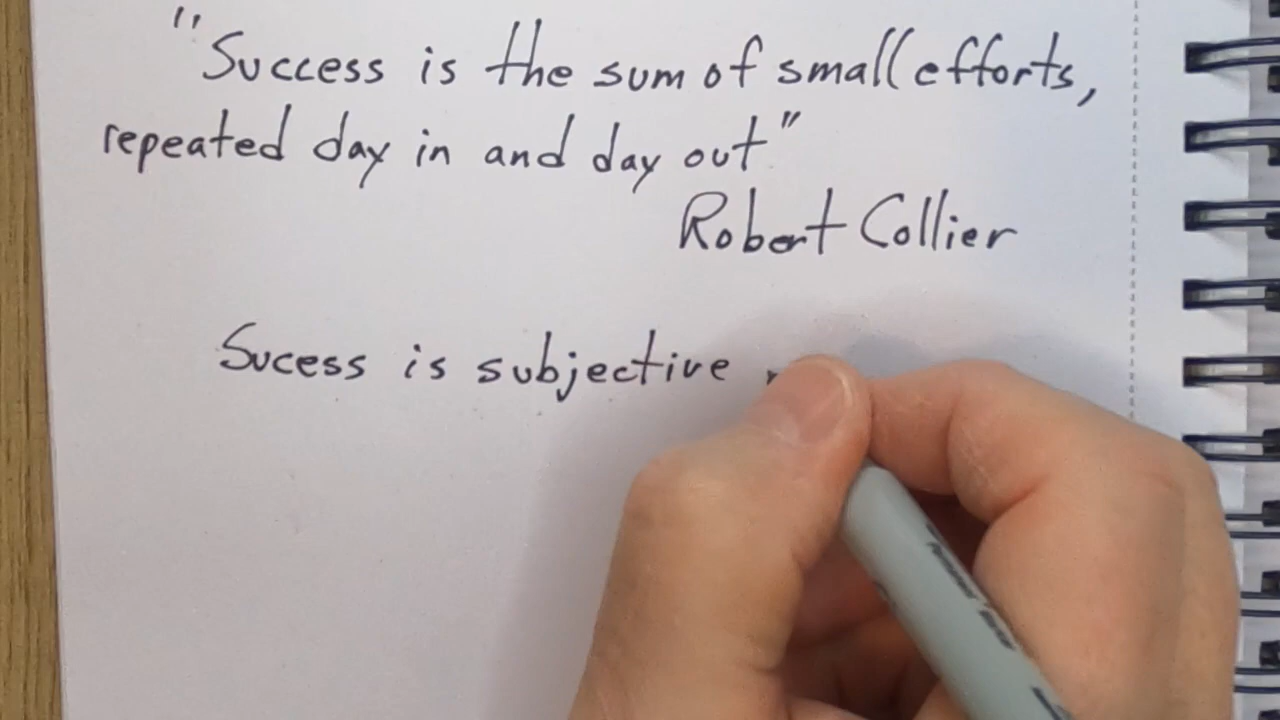 "Success is the sum of small efforts,
repeated day in and day out"
Robert Collier
Sucess is subjective